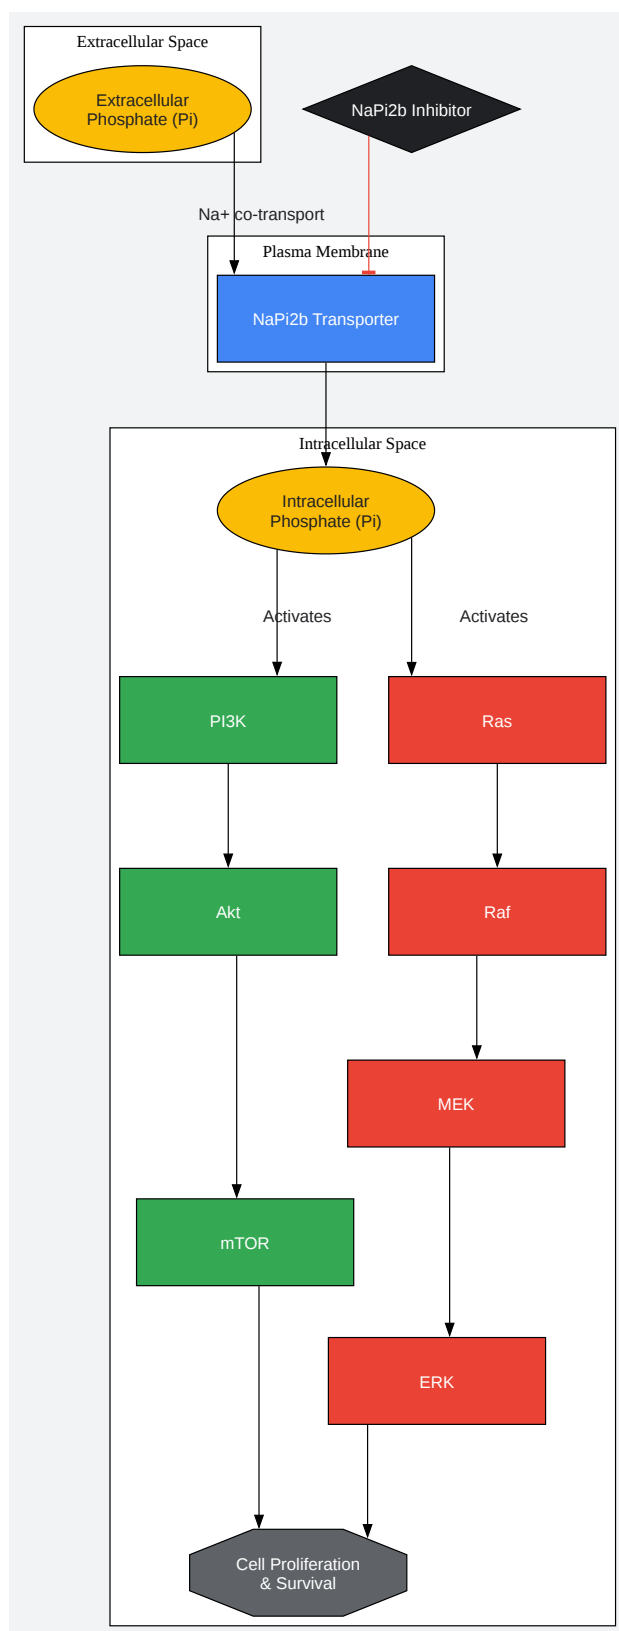 Extracellular Space
Extracellular
Phosphate (Pi)
NaPi2b Inhibitor
Na+ co-transport
Plasma Membrane
NaPi2b Transporter
Intracellular Space
Intracellular
Phosphate (Pi)
Activates
Activates
PI3K
Ras
Akt
Raf
MEK
mTOR
ERK
Cell Proliferation
& Survival